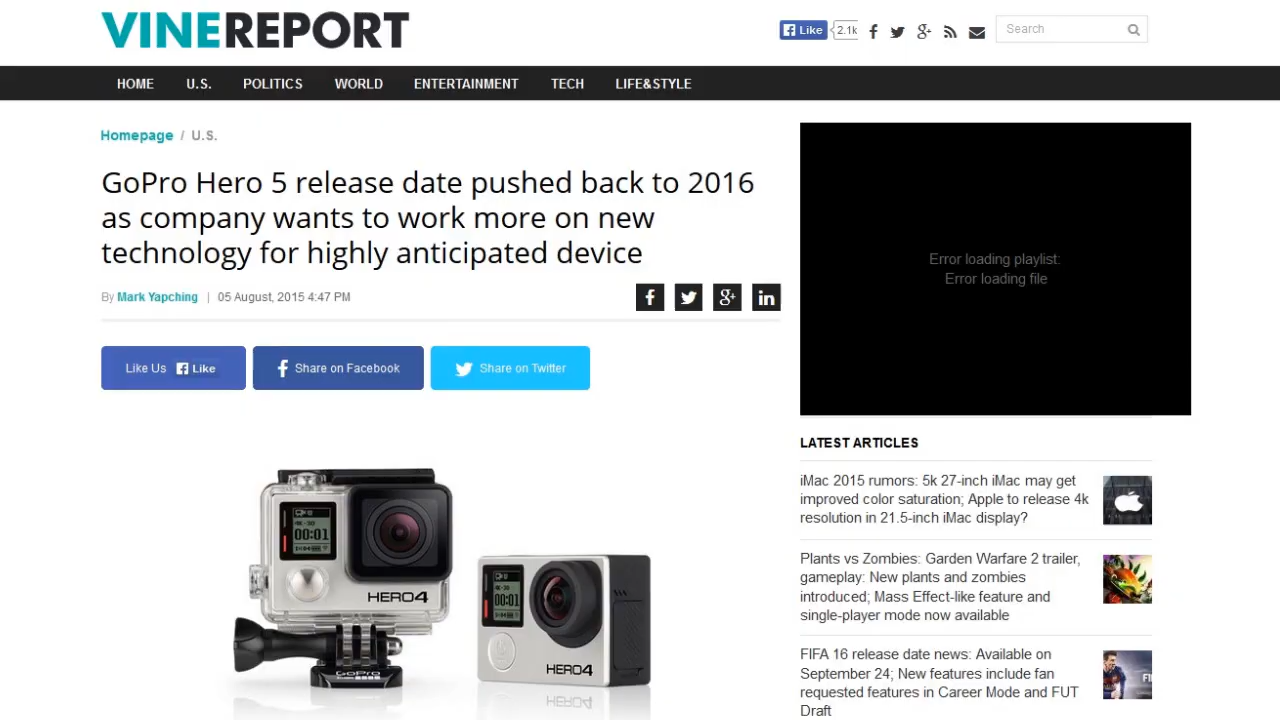 VINEREPORT
Like 2.1k
Search
HOME U.S. POLITICS WORLD ENTERTAINMENT TECH LIFE&STYLE
Homepage / U.S.
GoPro Hero 5 release date pushed back to 2016
as company wants to work more on new
technology for highly anticipated device
By Mark Yapching | 05 August, 2015 4:47 PM
Like Us Like
Share on Facebook
Share on Twitter
00:01
HERO4
GoPro
00:01
HERO4
Error loading playlist:
Error loading file
LATEST ARTICLES
iMac 2015 rumors: 5k 27-inch iMac may get
improved color saturation; Apple to release 4k
resolution in 21.5-inch iMac display?
Plants vs Zombies: Garden Warfare 2 trailer,
gameplay: New plants and zombies
introduced; Mass Effect-like feature and
single-player mode now available
FIFA 16 release date news: Available on
September 24; New features include fan
requested features in Career Mode and FUT
Draft